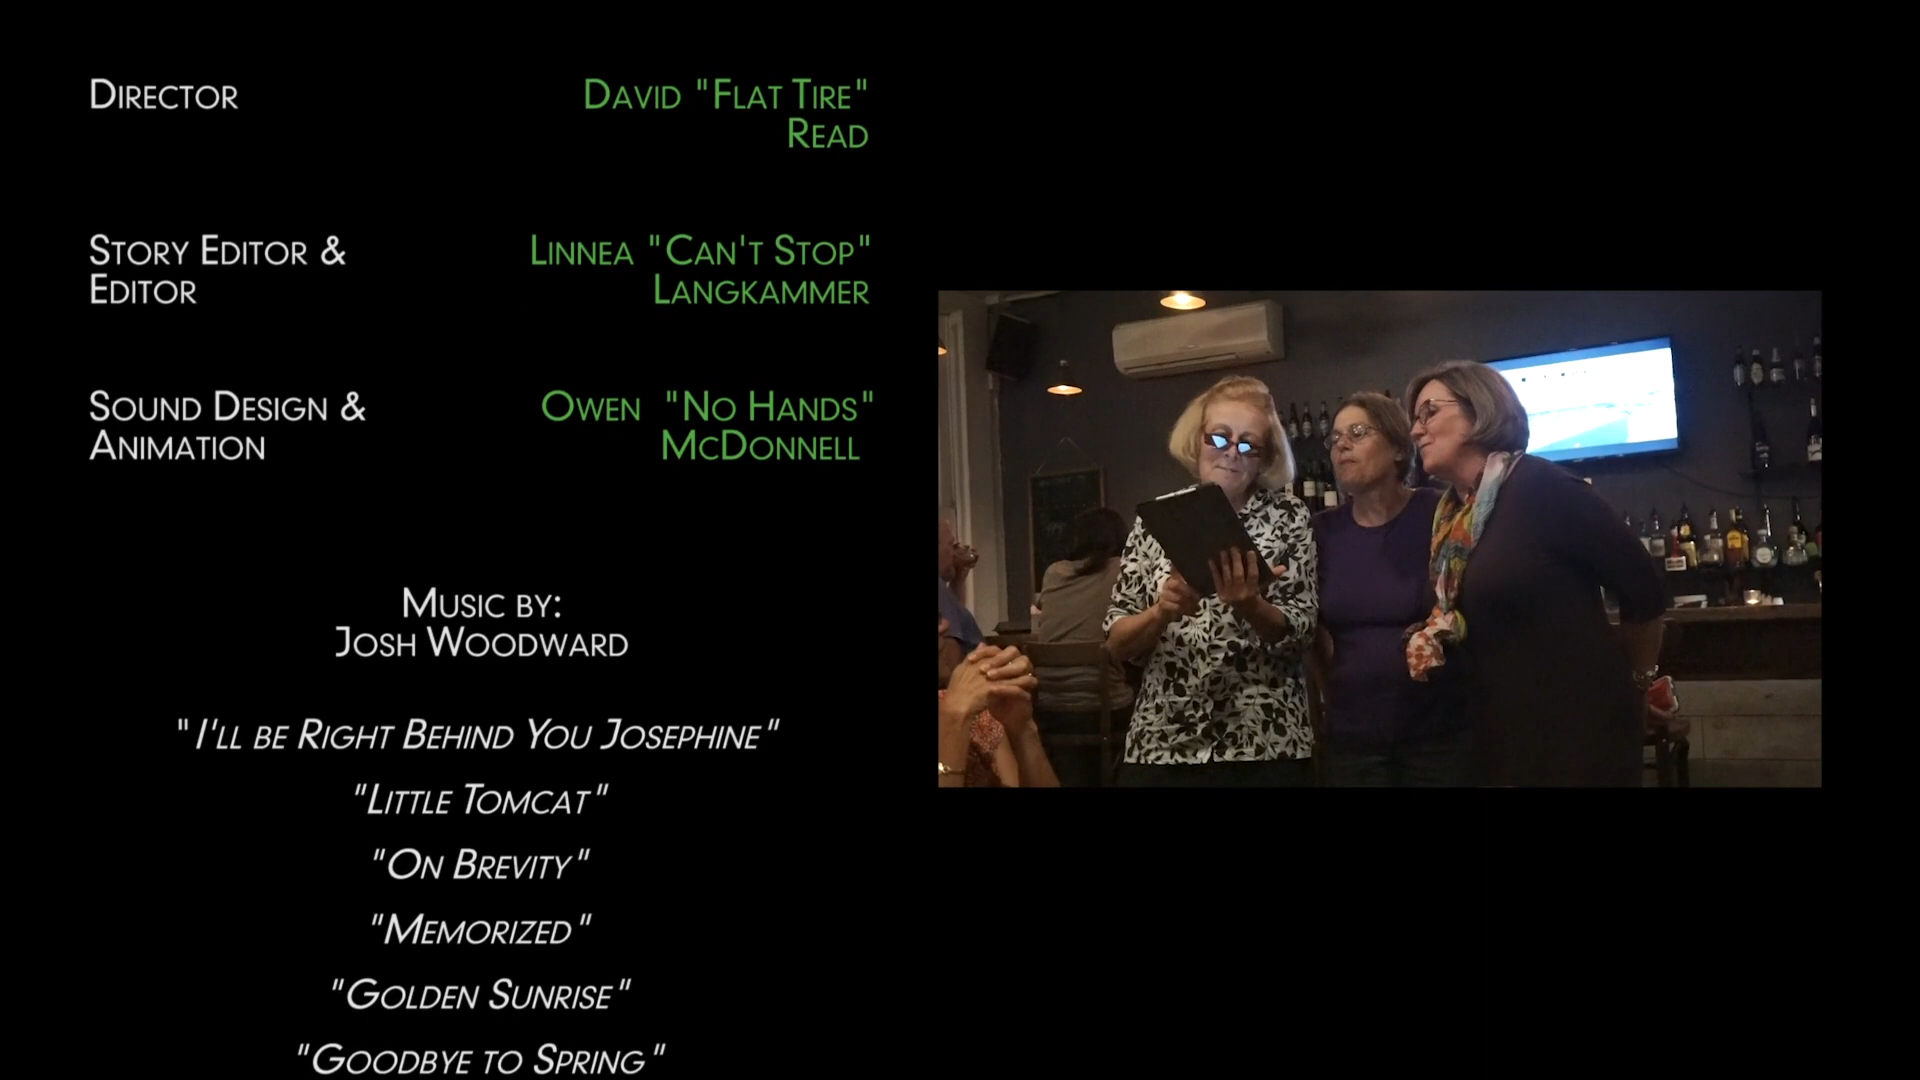 Director
David "Flat Tire"
Read
Story Editor &
Editor
Linnea "Can't Stop"
Langkammer
Sound Design &
Animation
Owen "No Hands"
McDonnell
Music by:
Josh Woodward
"I'll be Right Behind You Josephine"
"Little Tomcat"
"On Brevity"
"Memorized"
"Golden Sunrise"
"Goodbye to Spring"